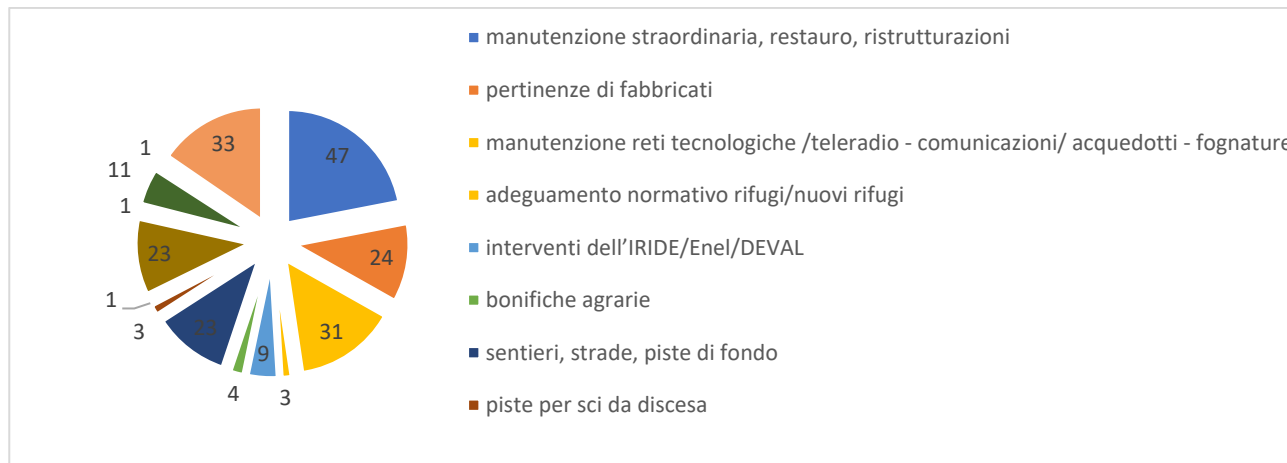 manutenzione straordinaria, restauro, ristrutturazioni
pertinenze di fabbricati
manutenzione reti tecnologiche /teleradio - comunicazioni/ acquedotti - fognature
adeguamento normativo rifugi/nuovi rifugi
interventi dell’IRIDE/Enel/DEVAL
bonifiche agrarie
sentieri, strade, piste di fondo
piste per sci da discesa
47
24
31
3
9
4
23
3
1
23
1
11
1
33